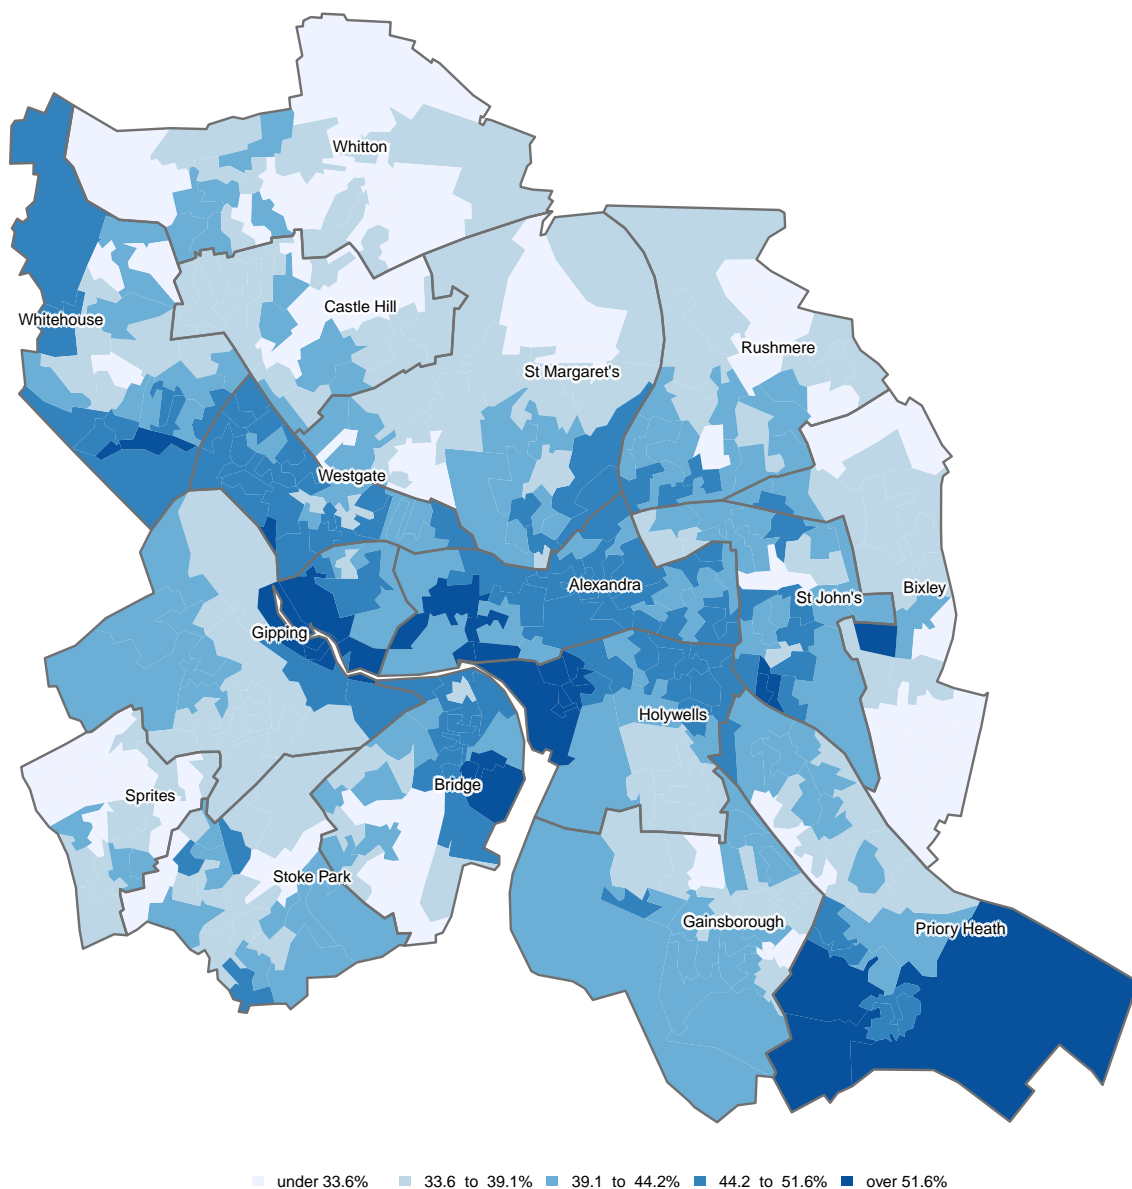 Whitton
Castle Hill
Whitehouse
Rushmere
St Margaret's
Westgate
Alexandra
Bixley
St John's
Gipping
Holywells
Bridge
Sprites
Stoke Park
Gainsborough
Priory Heath
under 33.6% 33.6 to 39.1% 39.1 to 44.2% 44.2 to 51.6% over 51.6%